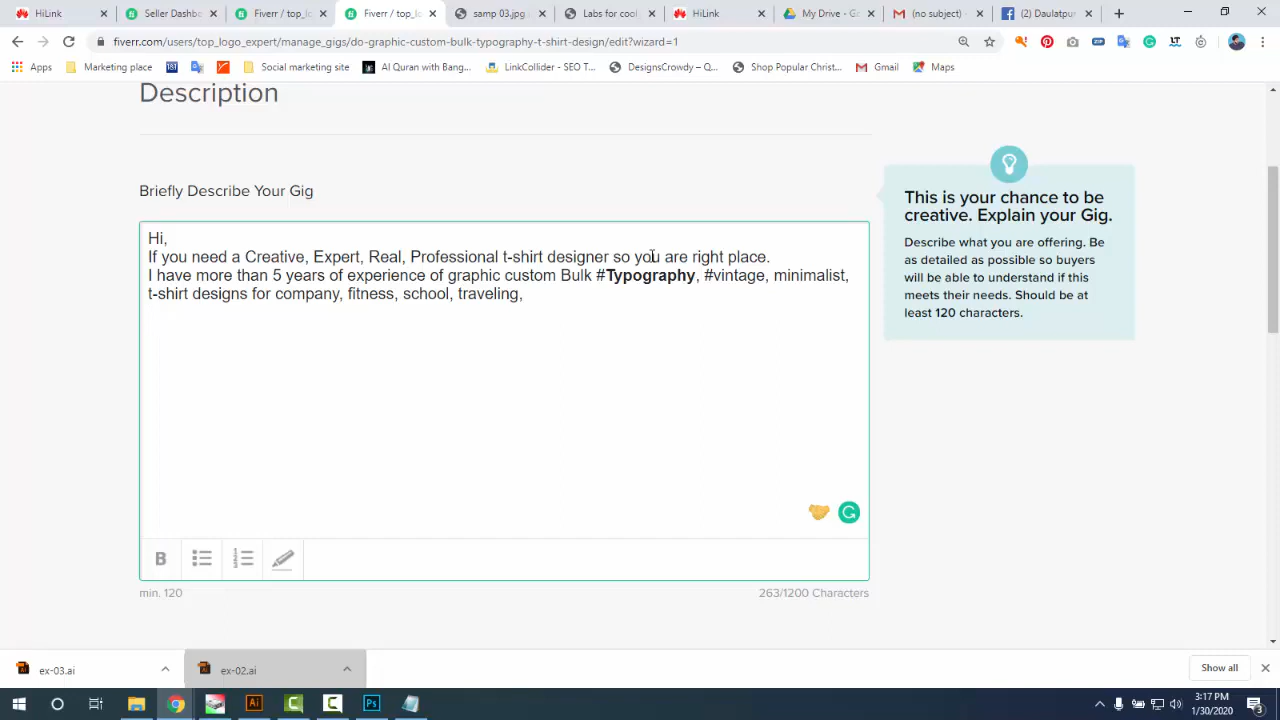 HiLink
Seller Dashb
Fiverr / top_lo
Fiverr / top_lo
samp 03.jpg
Labs for cool
HiLink
My Drive - Go
(no subject)
(2) Daulatpur
fiverr.com/users/top_logo_expert/manage_gigs/do-graphic-custom-bulk-typography-t-shirt-design/edit?wizard=1
Apps
Marketing place
Social marketing site
Al Quran with Bang...
LinkCollider - SEO T...
DesignsCrowdy – Q...
Shop Popular Christ...
Gmail
Maps
Description
Briefly Describe Your Gig
Hi,
If you need a Creative, Expert, Real, Professional t-shirt designer so you are right place.
I have more than 5 years of experience of graphic custom Bulk #Typography, #vintage, minimalist,
t-shirt designs for company, fitness, school, traveling,
B
min. 120
263/1200 Characters
This is your chance to be
creative. Explain your Gig.
Describe what you are offering. Be
as detailed as possible so buyers
will be able to understand if this
meets their needs. Should be at
least 120 characters.
ex-03.ai
ex-02.ai
Show all
3:17 PM
1/30/2020